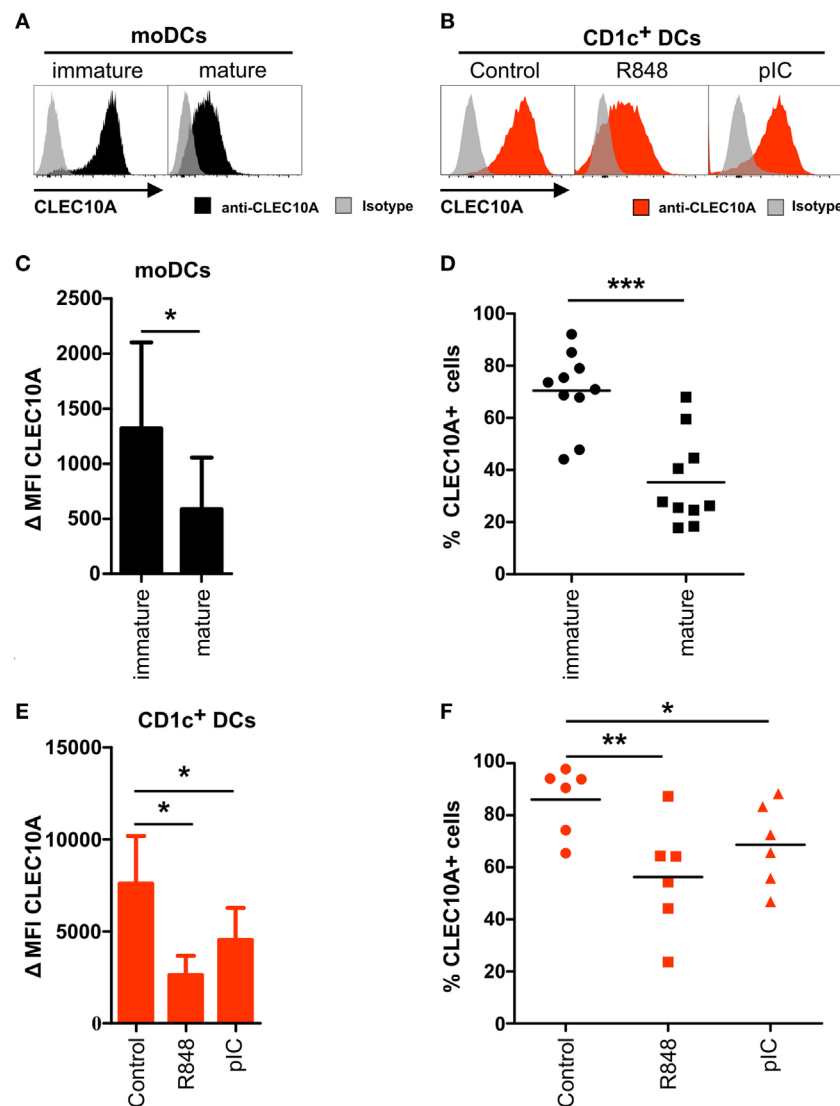 A
moDCs
immature mature
CLEC10A
anti-CLEC10A Isotype
B
CD1c+ DCs
Control R848 pIC
CLEC10A
anti-CLEC10A Isotype
C
moDCs
Δ MFI CLEC10A
2500
2000
1500
1000
500
0
*
immature
mature
D
% CLEC10A+ cells
100
80
60
40
20
0
***
immature
mature
E
CD1c+ DCs
Δ MFI CLEC10A
15000
10000
5000
0
*
*
Control
R848
pIC
F
% CLEC10A+ cells
100
80
60
40
20
0
*
**
Control
R848
pIC